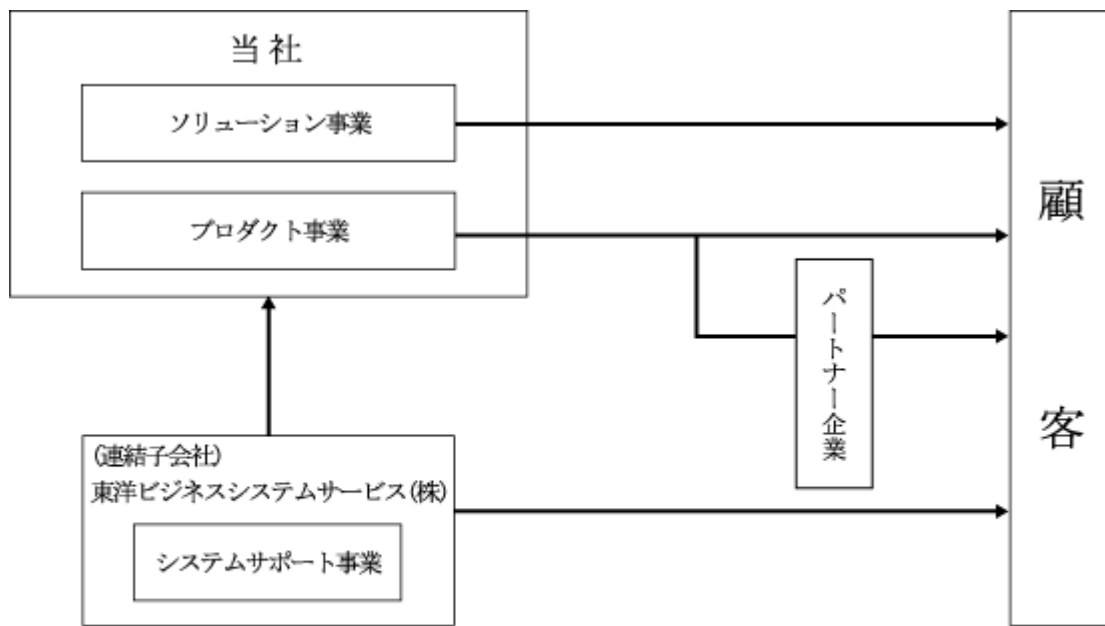 当 社
ソリューション事業
プロダクト事業
パートナー企業
(連結子会社)
東洋ビジネスシステムサービス(株)
システムサポート事業
顧客